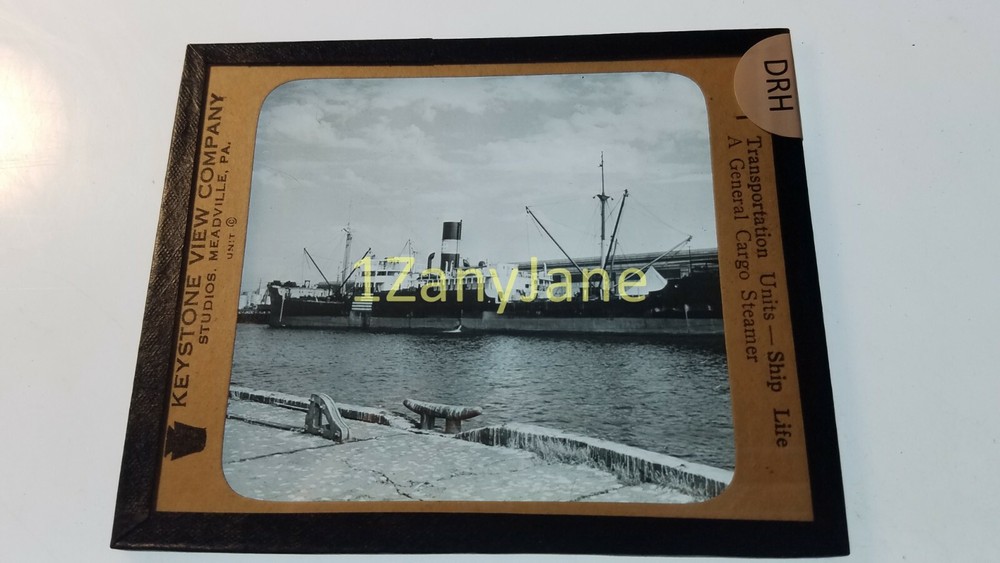 KEYSTONE VIEW COMPANY
STUDIOS. MEADVILLE, PA.
UNIT ©
1ZanyJane
DRH
Transportation Units — Ship Life
A General Cargo Steamer